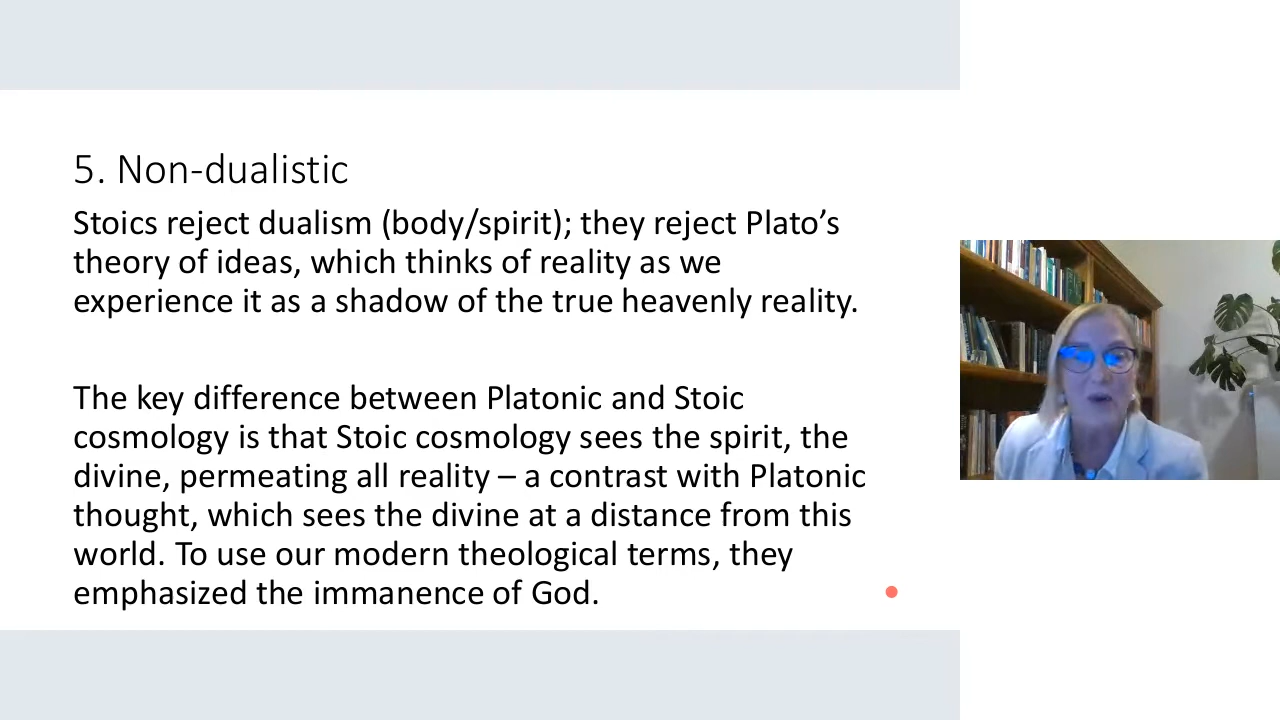 5. Non-dualistic
Stoics reject dualism (body/spirit); they reject Plato’s
theory of ideas, which thinks of reality as we
experience it as a shadow of the true heavenly reality.
The key difference between Platonic and Stoic
cosmology is that Stoic cosmology sees the spirit, the
divine, permeating all reality – a contrast with Platonic
thought, which sees the divine at a distance from this
world. To use our modern theological terms, they
emphasized the immanence of God.